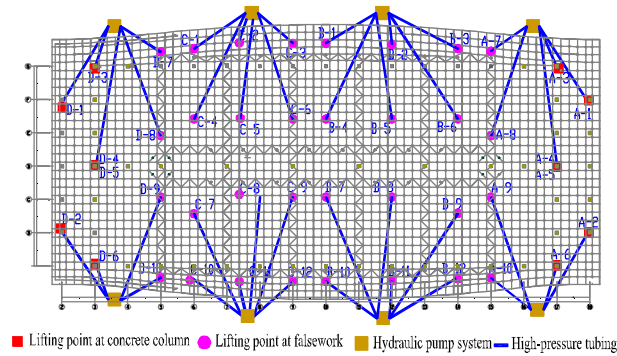 C-1
B-1
B-3
A-7
D-7
C-3
B-2
D-3
A-3
D-1
A-1
C-4
C-5
B-4
B-5
B-6
D-8
A-8
D-4
D-5
A-4
A-5
D-9
C-8
C-9
B-7
B-8
A-9
C-7
B-9
D-2
A-2
D-6
A-6
C-10
C-12
B-10
B-11
B-12
Lifting point at concrete column
Lifting point at falsework
Hydraulic pump system
High-pressure tubing